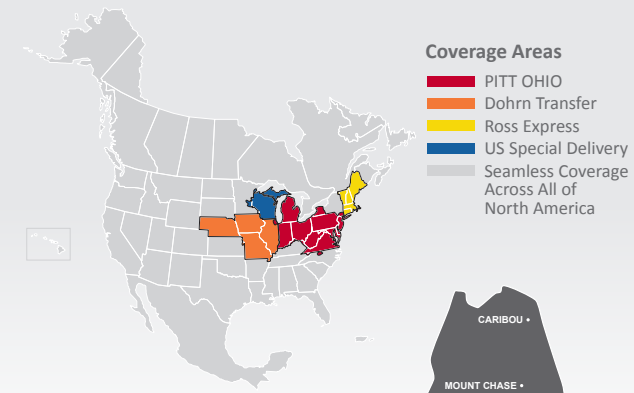 Coverage Areas
PITT OHIO
Dohrn Transfer
Ross Express
US Special Delivery
Seamless Coverage
Across All of
North America
CARIBOU •
MOUNT CHASE •